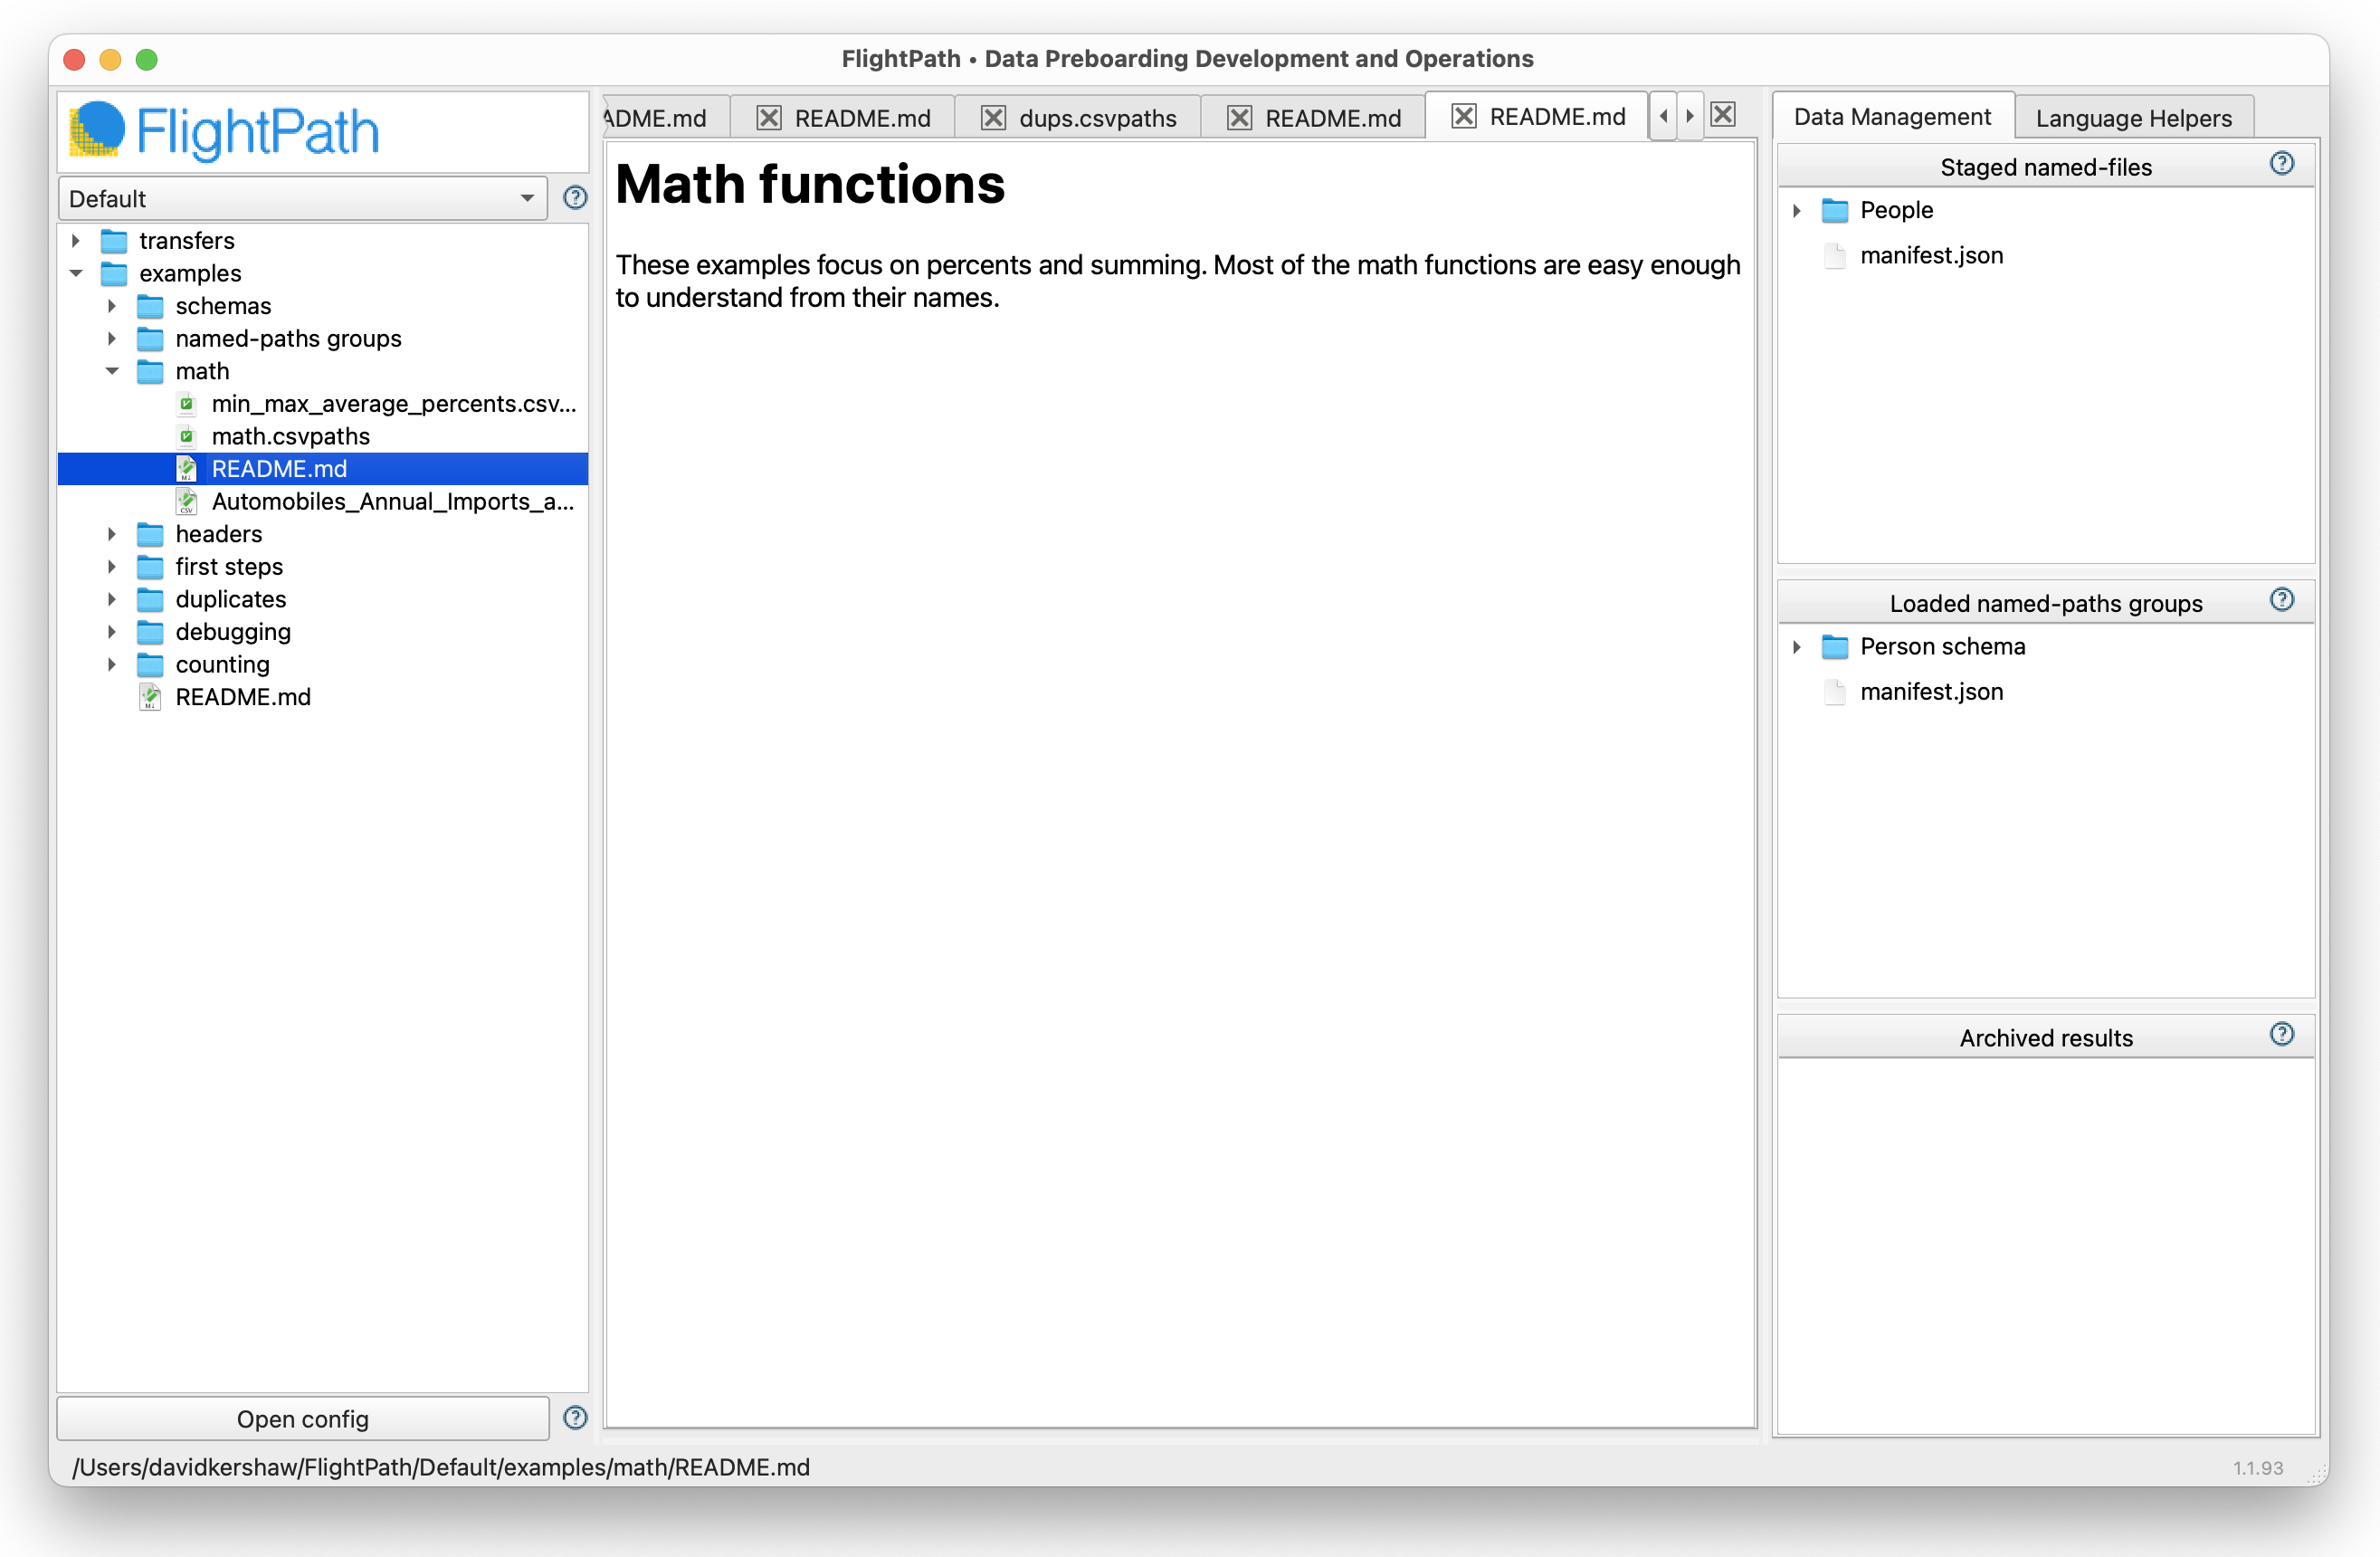 FlightPath • Data Preboarding Development and Operations
FlightPath
Default
transfers
examples
schemas
named-paths groups
math
min_max_average_percents.csv...
math.csvpaths
README.md
Automobiles_Annual_Imports_a...
headers
first steps
duplicates
debugging
counting
README.md
Open config
/Users/davidkershaw/FlightPath/Default/examples/math/README.md
ADME.md
README.md
dups.csvpaths
README.md
README.md
Math functions
These examples focus on percents and summing. Most of the math functions are easy enough
to understand from their names.
Data Management
Language Helpers
Staged named-files
People
manifest.json
Loaded named-paths groups
Person schema
manifest.json
Archived results
1.1.93